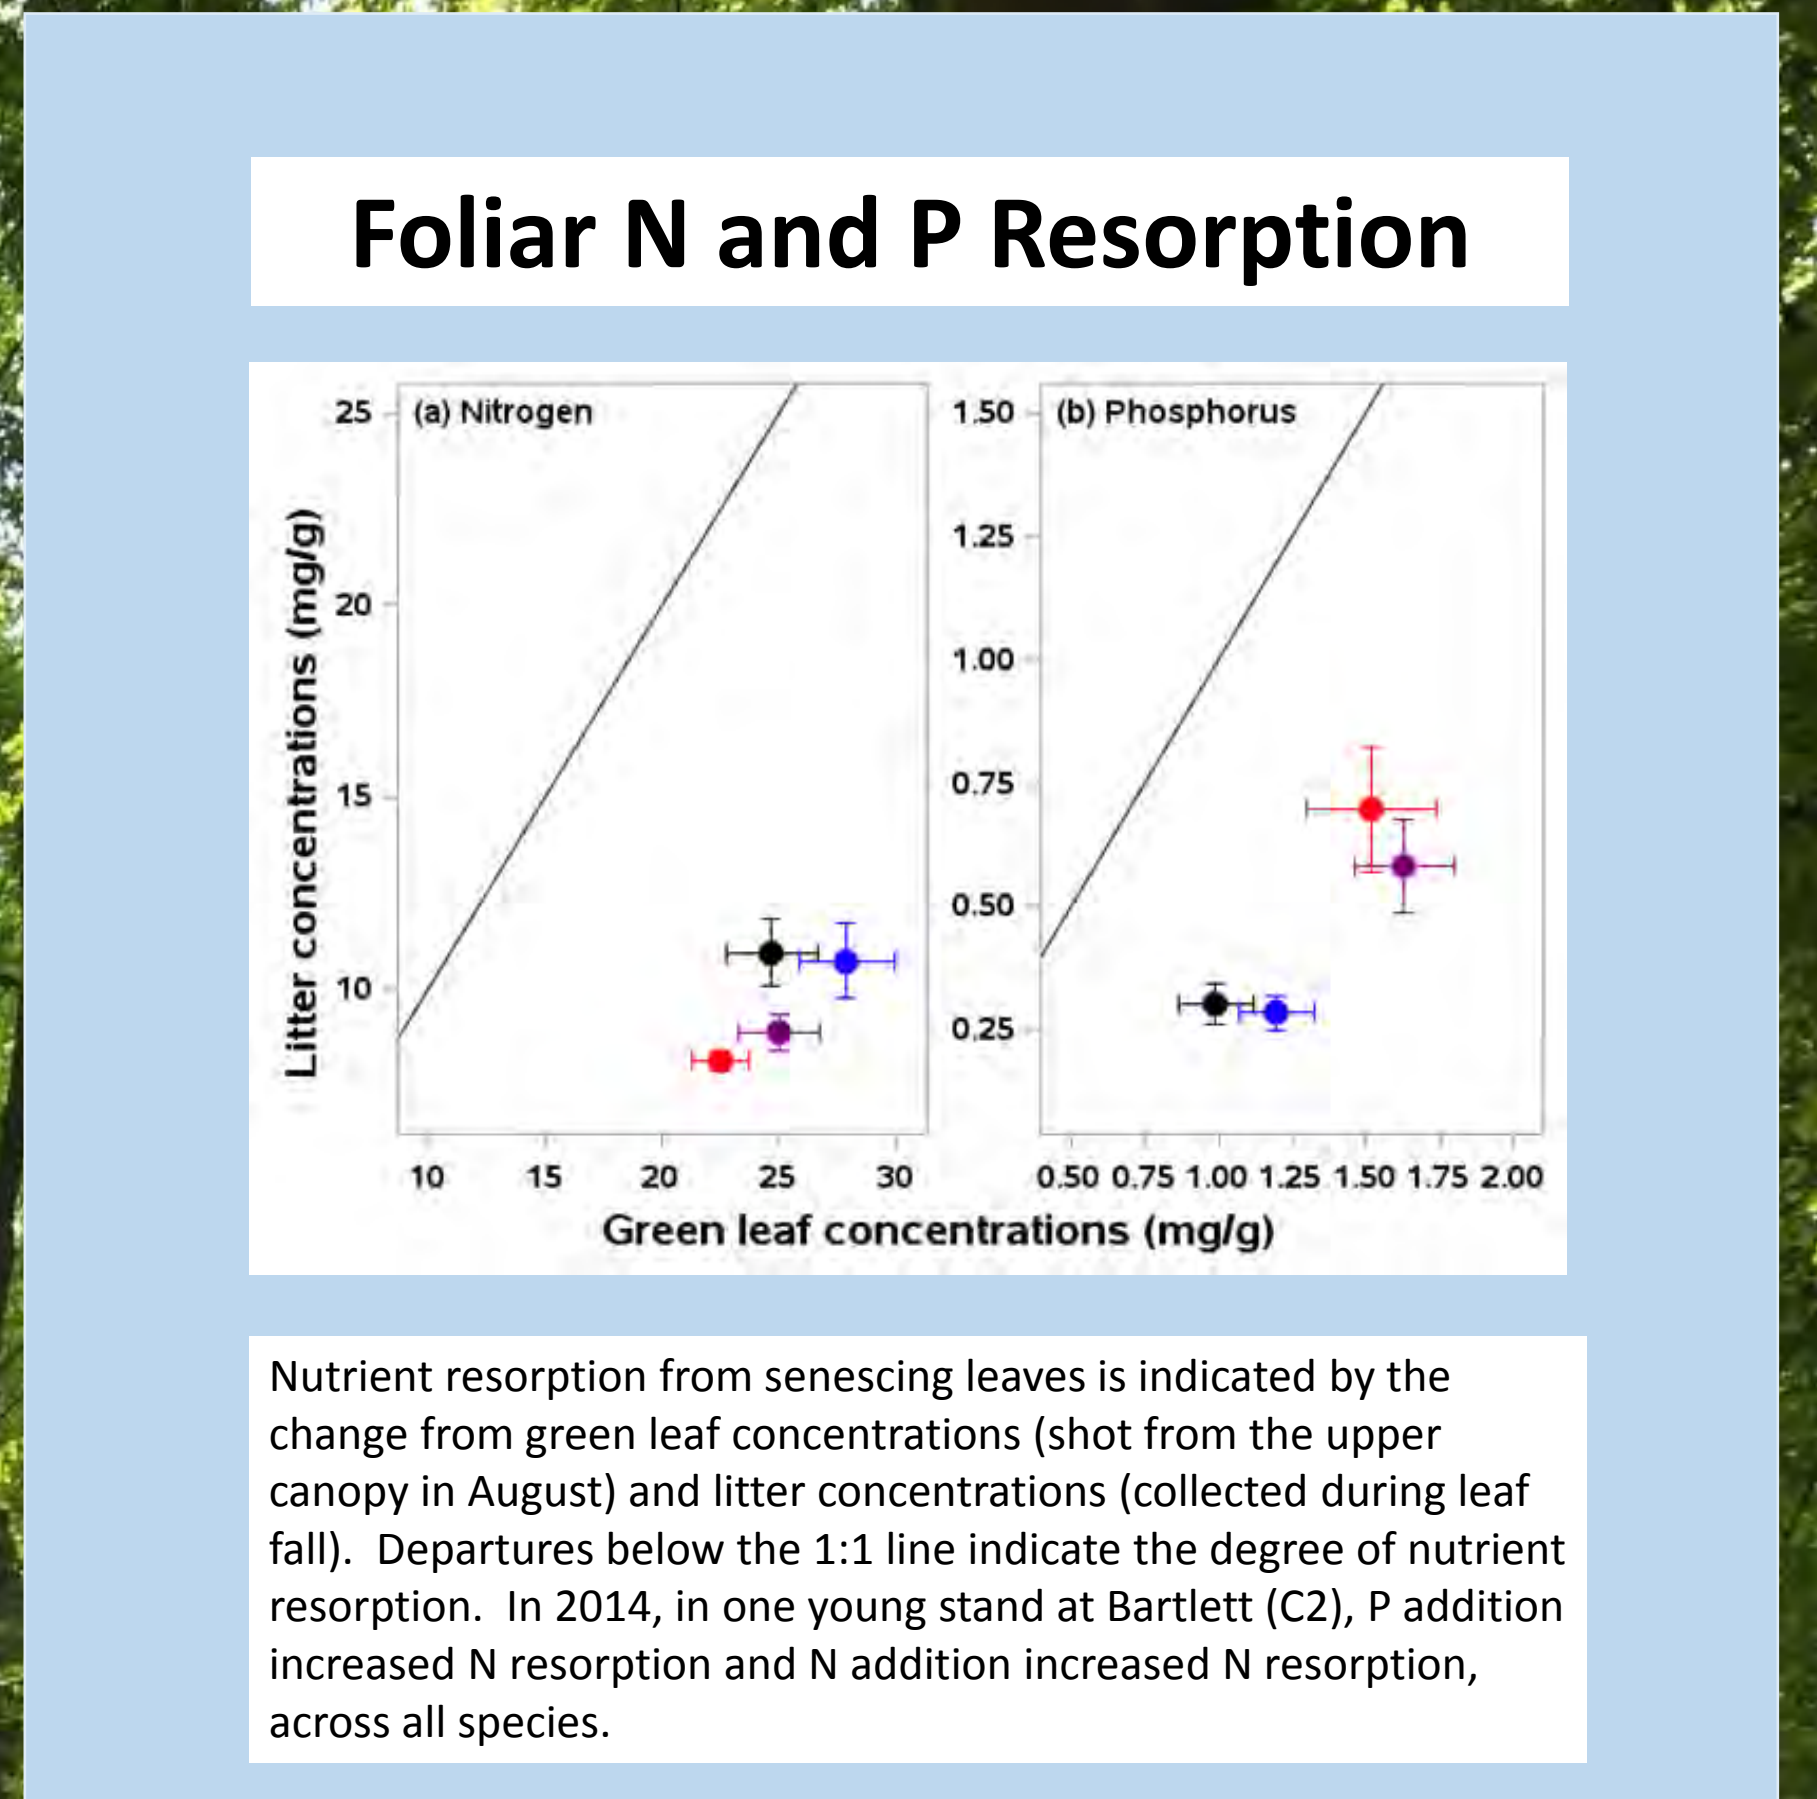 Foliar N and P Resorption
(a) Nitrogen
25
20
15
10
Litter concentrations (mg/g)
10 15 20 25 30
(b) Phosphorus
1.50
1.25
1.00
0.75
0.50
0.25
0.50 0.75 1.00 1.25 1.50 1.75 2.00
Green leaf concentrations (mg/g)
Nutrient resorption from senescing leaves is indicated by the
change from green leaf concentrations (shot from the upper
canopy in August) and litter concentrations (collected during leaf
fall).  Departures below the 1:1 line indicate the degree of nutrient
resorption.  In 2014, in one young stand at Bartlett (C2), P addition
increased N resorption and N addition increased N resorption,
across all species.